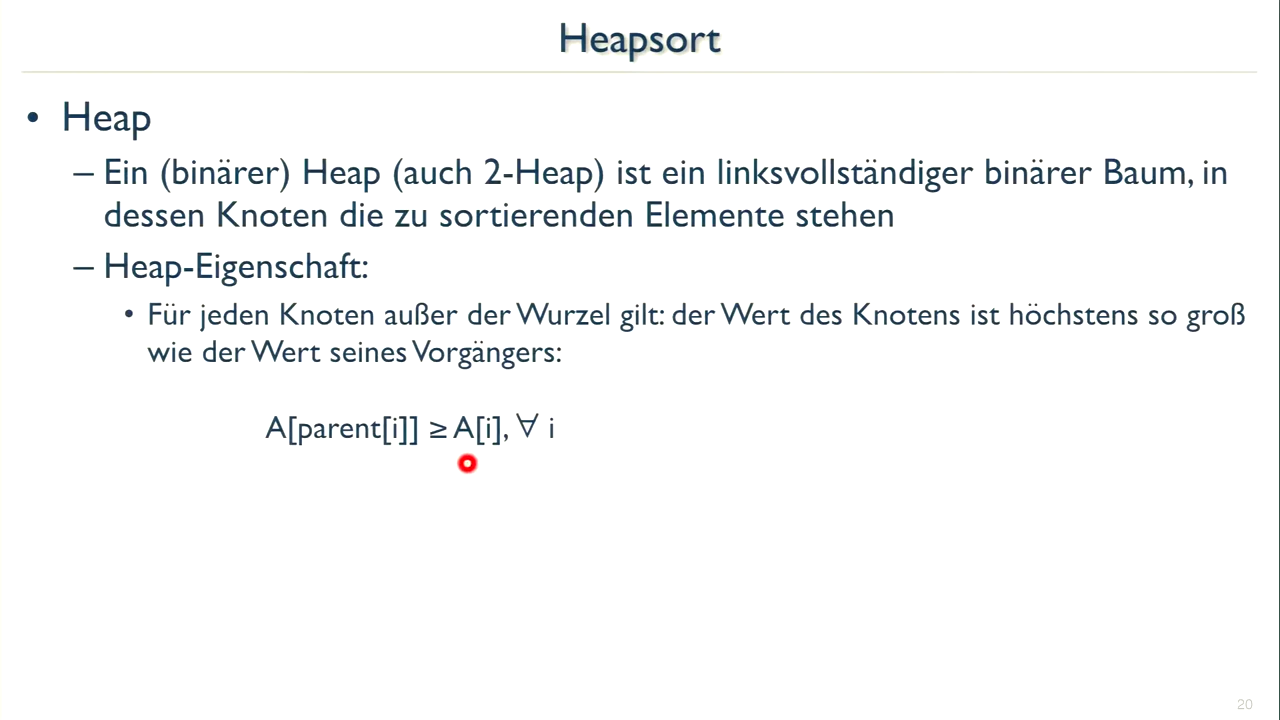 Heapsort
• Heap
– Ein (binärer) Heap (auch 2-Heap) ist ein linksvollständiger binärer Baum, in
dessen Knoten die zu sortierenden Elemente stehen
– Heap-Eigenschaft:
• Für jeden Knoten außer der Wurzel gilt: der Wert des Knotens ist höchstens so groß
wie der Wert seines Vorgängers:
A[parent[i]] ≥ A[i], ∀ i
20